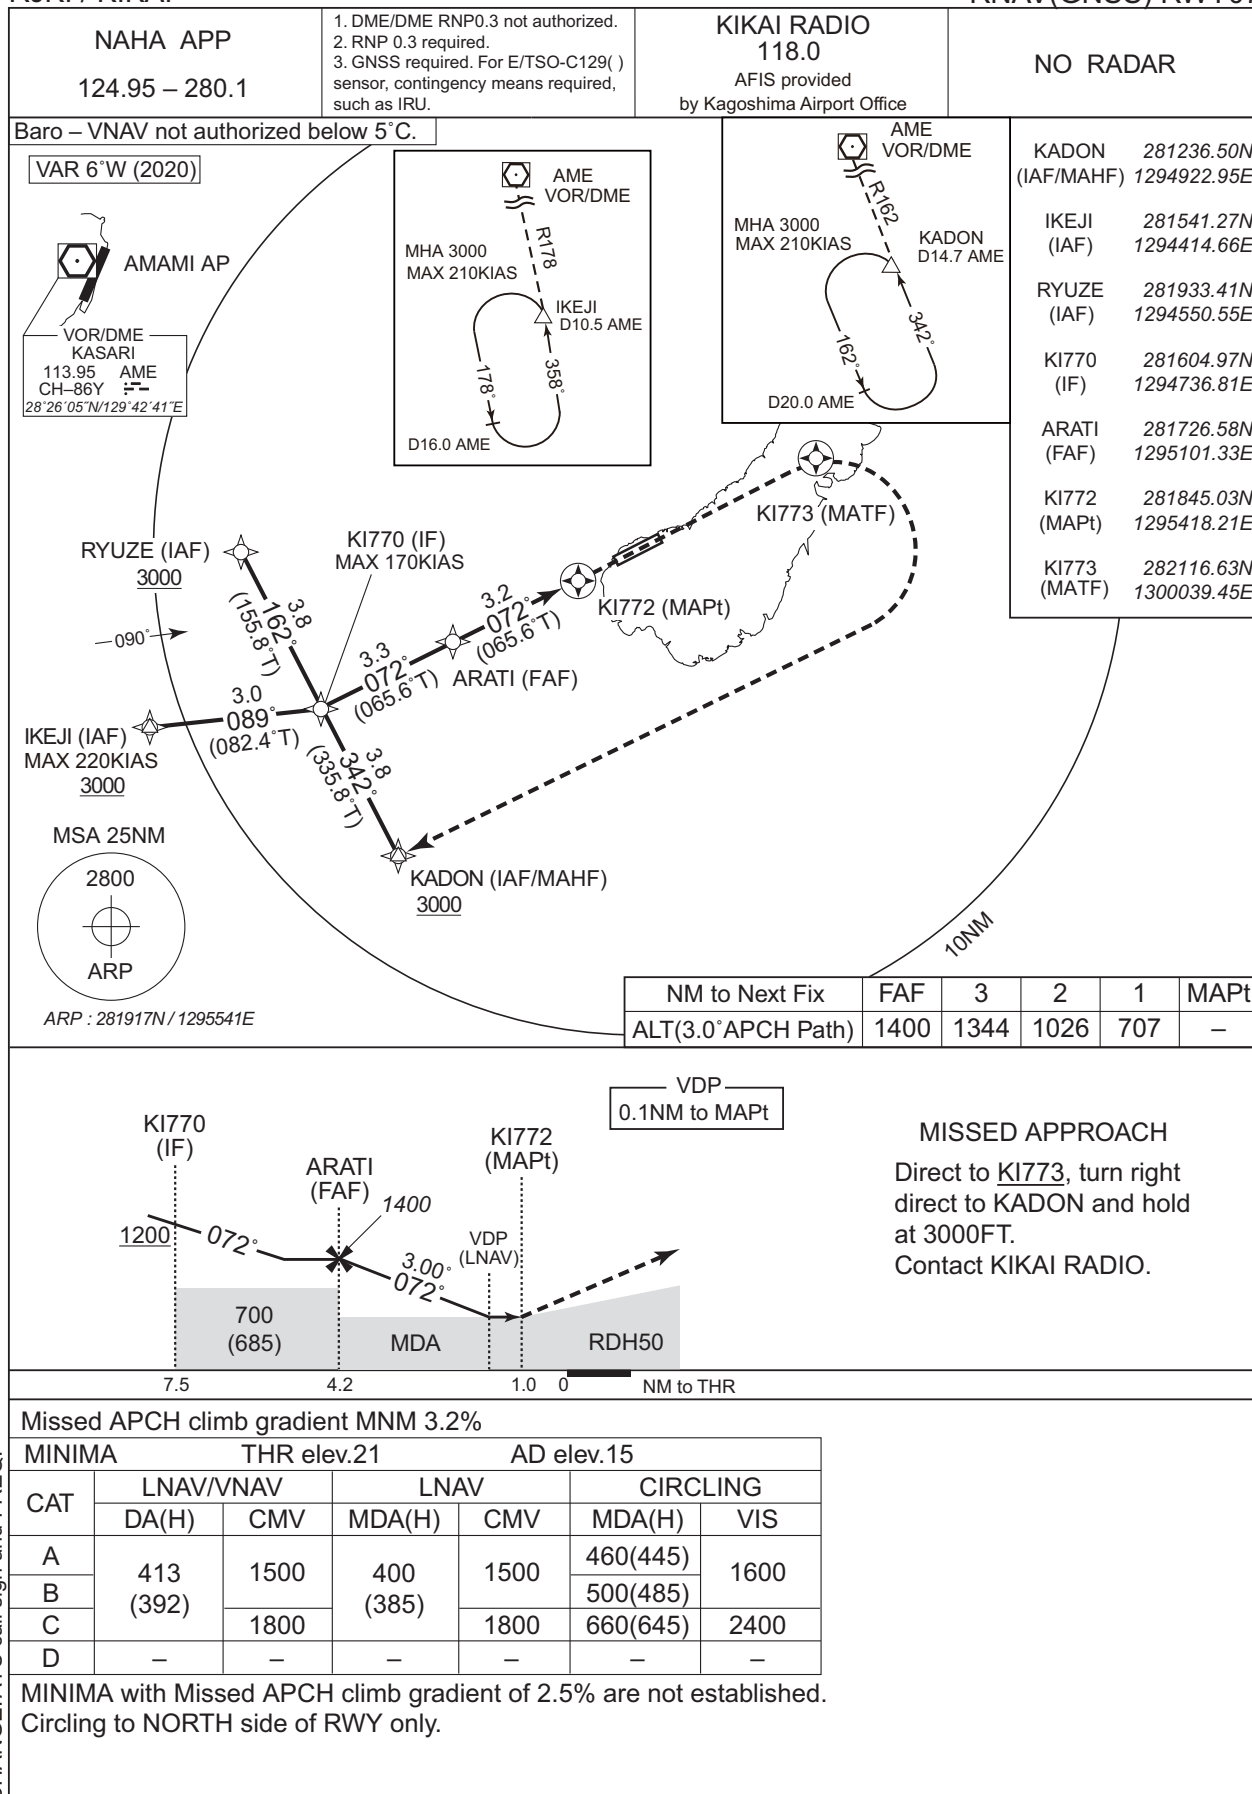 NAHA APP
124.95 – 280.1
1. DME/DME RNP0.3 not authorized.
2. RNP 0.3 required.
3. GNSS required. For E/TSO-C129( )
sensor, contingency means required,
such as IRU.
KIKAI RADIO
118.0
AFIS provided
by Kagoshima Airport Office
NO RADAR
Baro – VNAV not authorized below 5˚C.
VAR 6˚W (2020)
AMAMI AP
VOR/DME
KASARI
113.95 AME
CH–86Y
28˚26´05˝N/129˚42´41˝E
AME
VOR/DME
R178
MHA 3000
MAX 210KIAS
IKEJI
D10.5 AME
178˚
358˚
D16.0 AME
AME
VOR/DME
R162
MHA 3000
MAX 210KIAS
KADON
D14.7 AME
162˚
342˚
D20.0 AME
KADON 281236.50N
(IAF/MAHF) 1294922.95E
IKEJI 281541.27N
(IAF) 1294414.66E
RYUZE 281933.41N
(IAF) 1294550.55E
KI770 281604.97N
(IF) 1294736.81E
ARATI 281726.58N
(FAF) 1295101.33E
KI772 281845.03N
(MAPt) 1295418.21E
KI773 282116.63N
(MATF) 1300039.45E
KI773 (MATF)
RYUZE (IAF)
3000
KI770 (IF)
MAX 170KIAS
3.8
162˚
(155.8˚T)
090˚
3.2
072˚
(065.6˚T)
KI772 (MAPt)
3.3
072˚
(065.6˚T)
ARATI (FAF)
3.0
089˚
(082.4˚T)
IKEJI (IAF)
MAX 220KIAS
3000
3.8
342˚
(335.8˚T)
KADON (IAF/MAHF)
3000
MSA 25NM
2800
ARP
ARP : 281917N / 1295541E
10NM
NM to Next Fix FAF 3 2 1 MAPt
ALT(3.0˚APCH Path) 1400 1344 1026 707 –
VDP
0.1NM to MAPt
KI770
(IF)
ARATI
(FAF)
KI772
(MAPt)
1400
1200
072˚
3.00˚
072˚
VDP
(LNAV)
700
(685)
MDA
RDH50
7.5 4.2 1.0 0 NM to THR
MISSED APPROACH
Direct to KI773, turn right
direct to KADON and hold
at 3000FT.
Contact KIKAI RADIO.
Missed APCH climb gradient MNM 3.2%
MINIMA THR elev.21 AD elev.15
CAT LNAV/VNAV LNAV CIRCLING
DA(H) CMV MDA(H) CMV MDA(H) VIS
A 413 (392) 1500 400 (385) 1500 460(445) 1600
B 500(485)
C 1800 1800 660(645) 2400
D – – – – – –
MINIMA with Missed APCH climb gradient of 2.5% are not established.
Circling to NORTH side of RWY only.